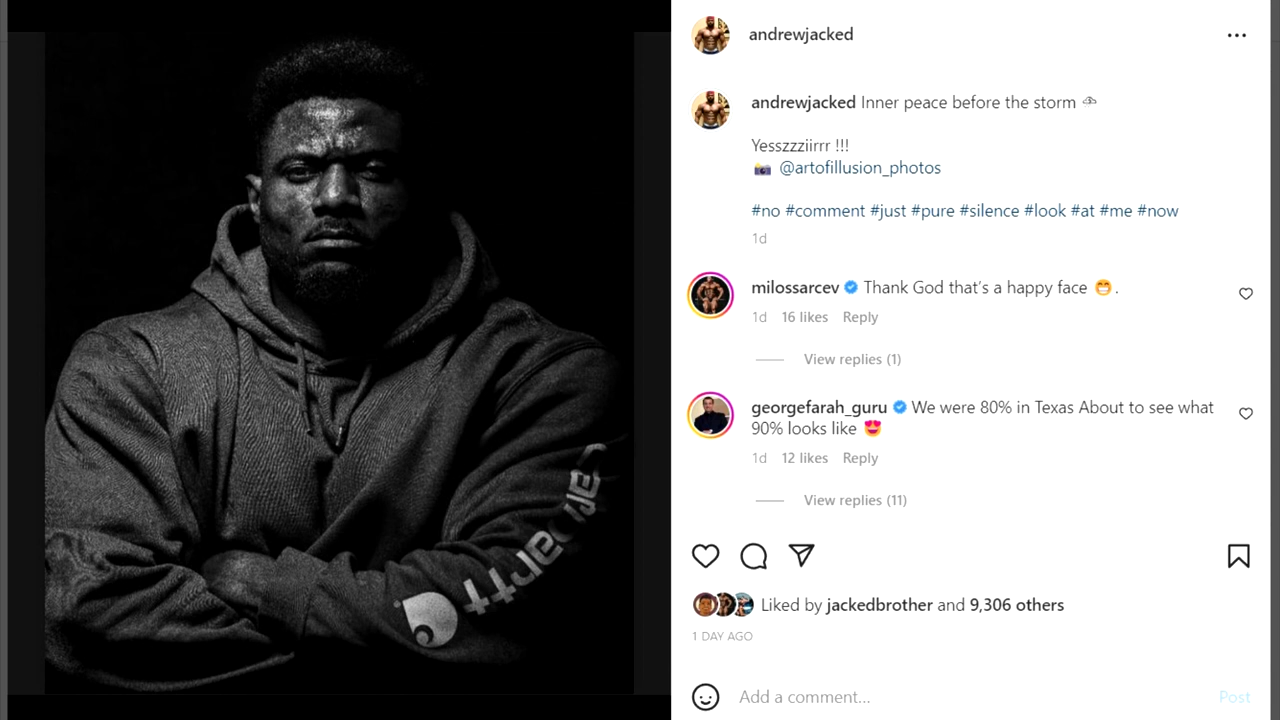 carhartt
andrewjacked
andrewjacked Inner peace before the storm 🌩
Yesszzziirrr !!!
📸 @artofillusion_photos
#no #comment #just #pure #silence #look #at #me #now
1d
milossarcev Thank God that's a happy face 😁.
1d 16 likes Reply
View replies (1)
georgefarah_guru We were 80% in Texas About to see what
90% looks like 😍
1d 12 likes Reply
View replies (11)
Liked by jackedbrother and 9,306 others
1 DAY AGO
Add a comment... Post